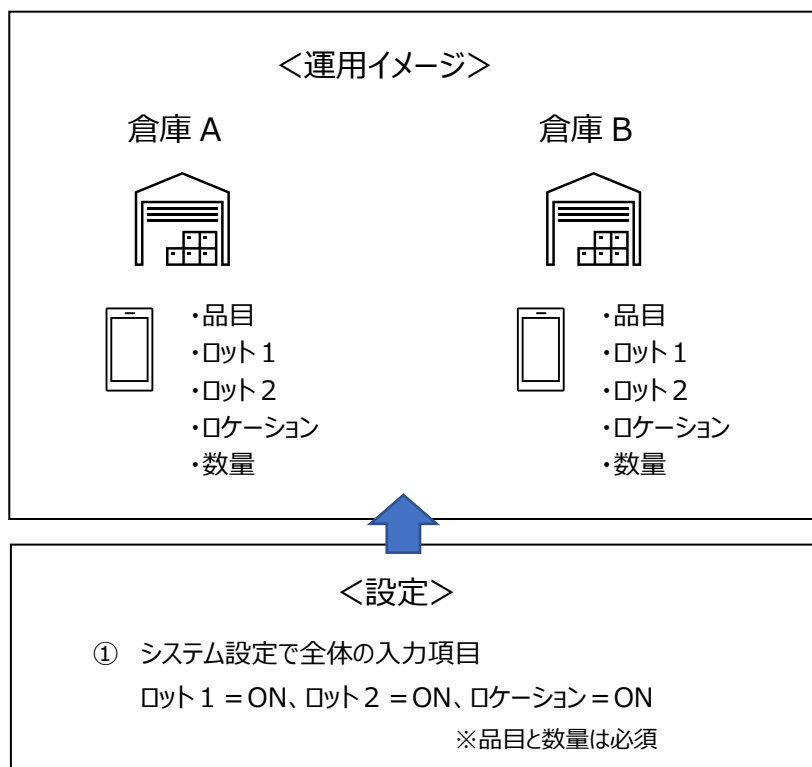 ＜運用イメージ＞
倉庫 A
倉庫 B
・品目
・ロット１
・ロット２
・ロケーション
・数量
・品目
・ロット１
・ロット２
・ロケーション
・数量
＜設定＞
① システム設定で全体の入力項目
ロット１＝ON、ロット２＝ON、ロケーション＝ON
※品目と数量は必須